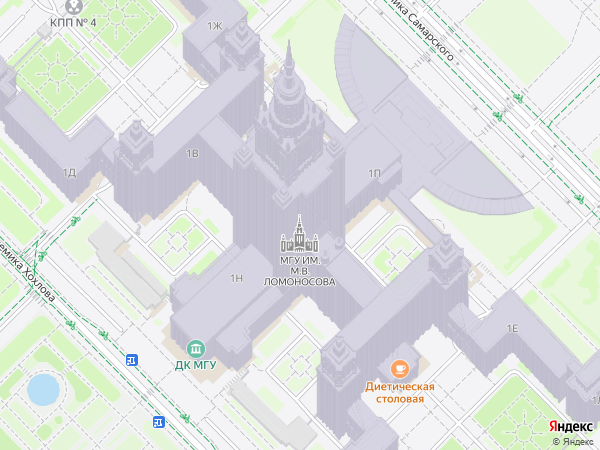 КПП № 4
1Ж
ника Самарского
1В
1Д
1П
МГУ ИМ.
М.В.
ЛОМОНОСОВА
1Н
емика Хохлова
1Е
ДК МГУ
Диетическая
столовая
Яндекс
© Яндекс